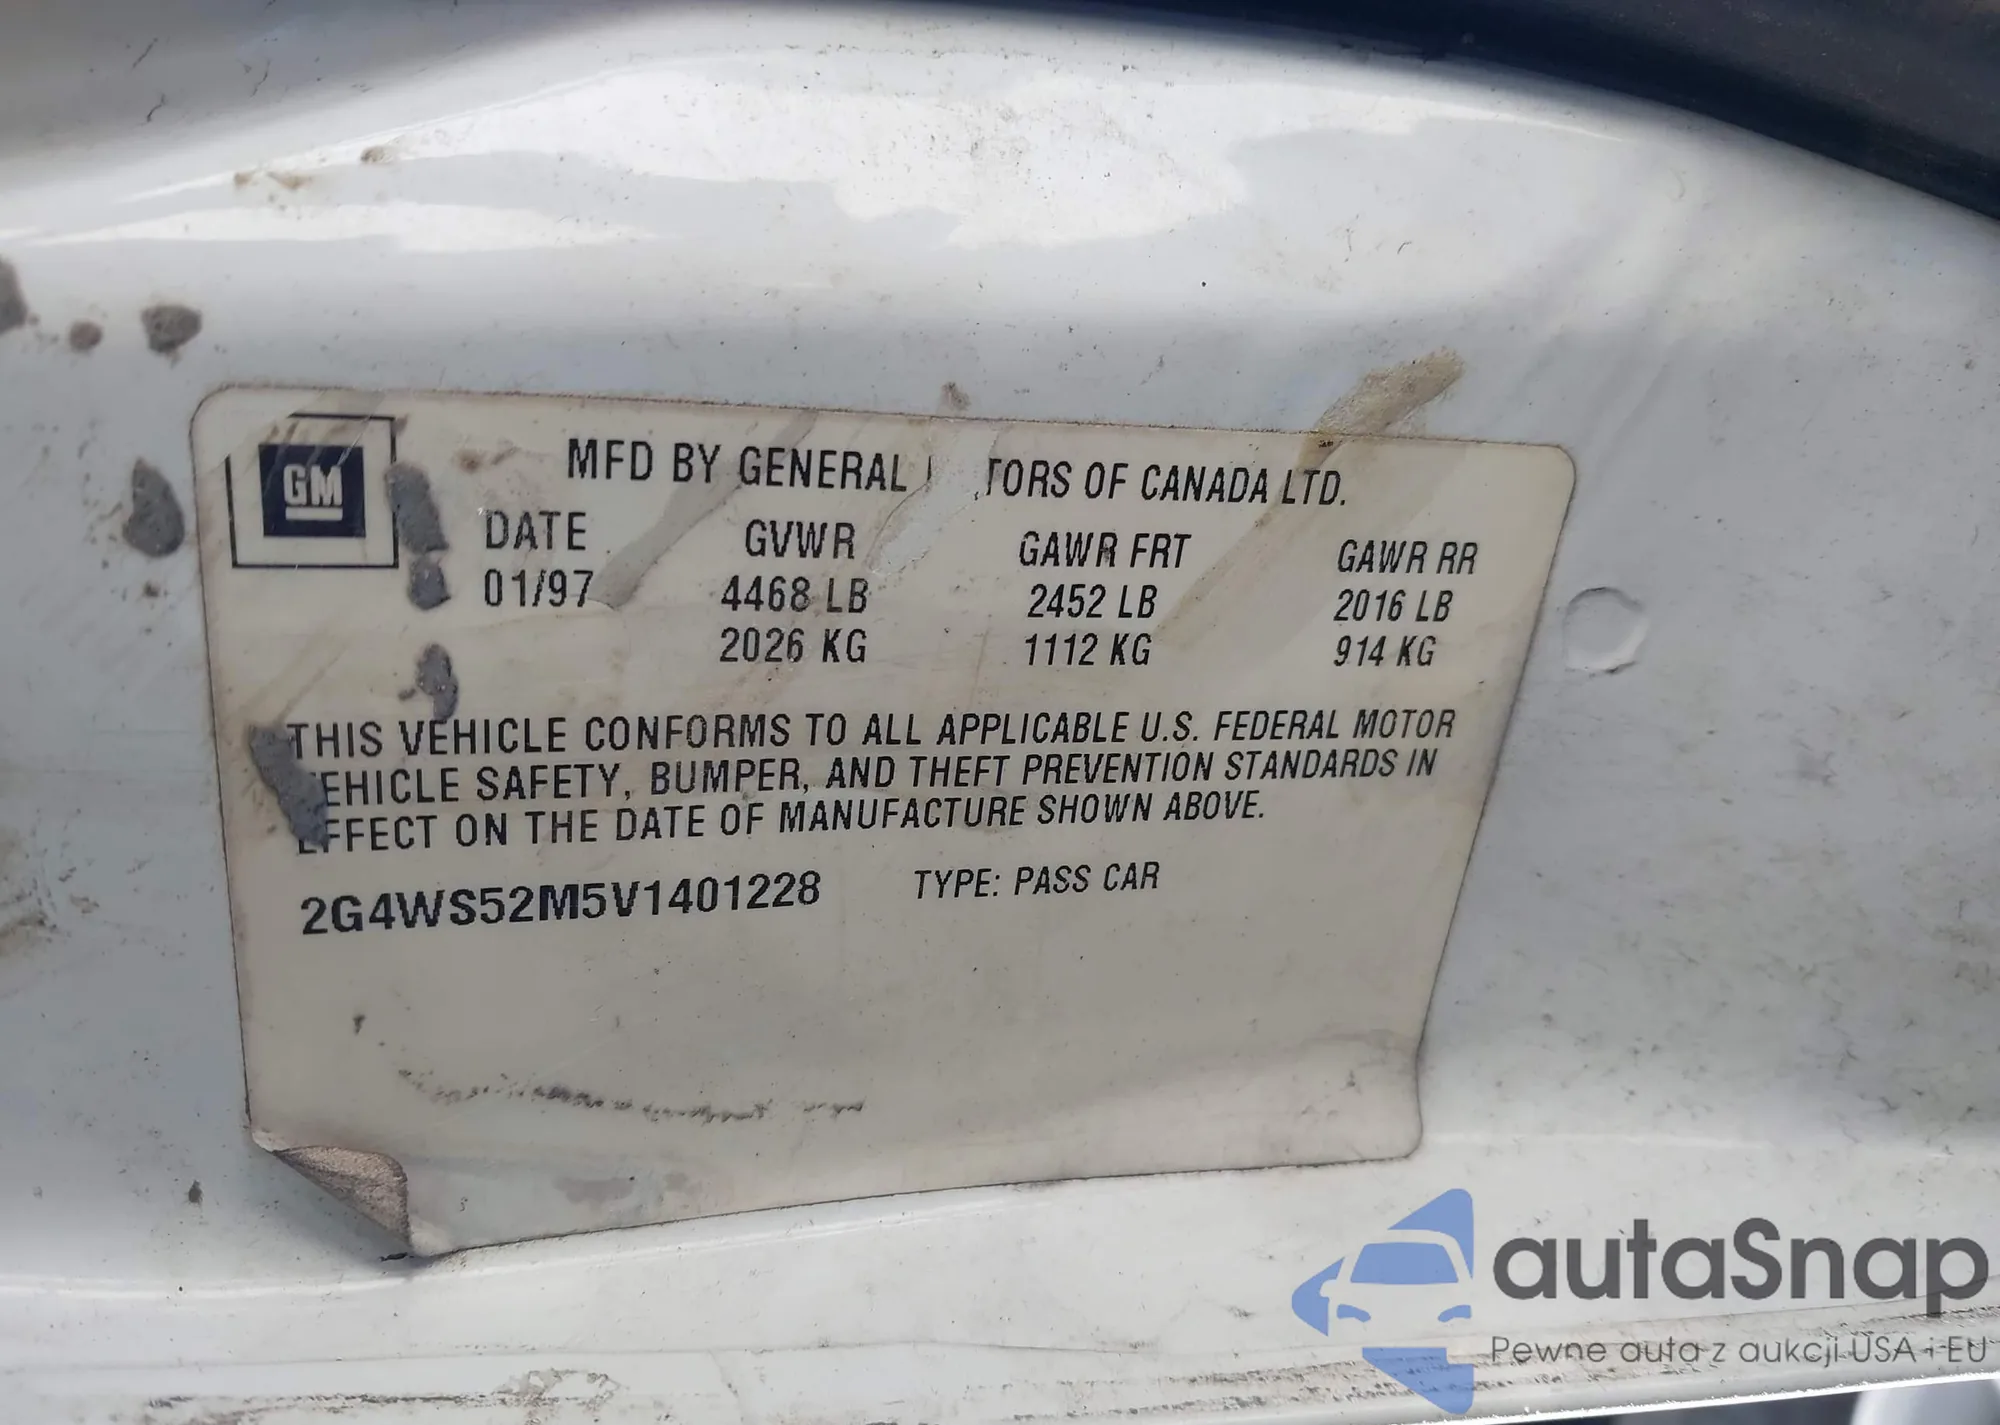 GM
MFD BY GENERAL TORS OF CANADA LTD.
DATE GVWR GAWR FRT GAWR RR
01/97 4468 LB 2452 LB 2016 LB
2026 KG 1112 KG 914 KG
THIS VEHICLE CONFORMS TO ALL APPLICABLE U.S. FEDERAL MOTOR
VEHICLE SAFETY, BUMPER, AND THEFT PREVENTION STANDARDS IN
EFFECT ON THE DATE OF MANUFACTURE SHOWN ABOVE.
2G4WS52M5V1401228 TYPE: PASS CAR
autaSnap
Pewne auta z aukcji USA i EU